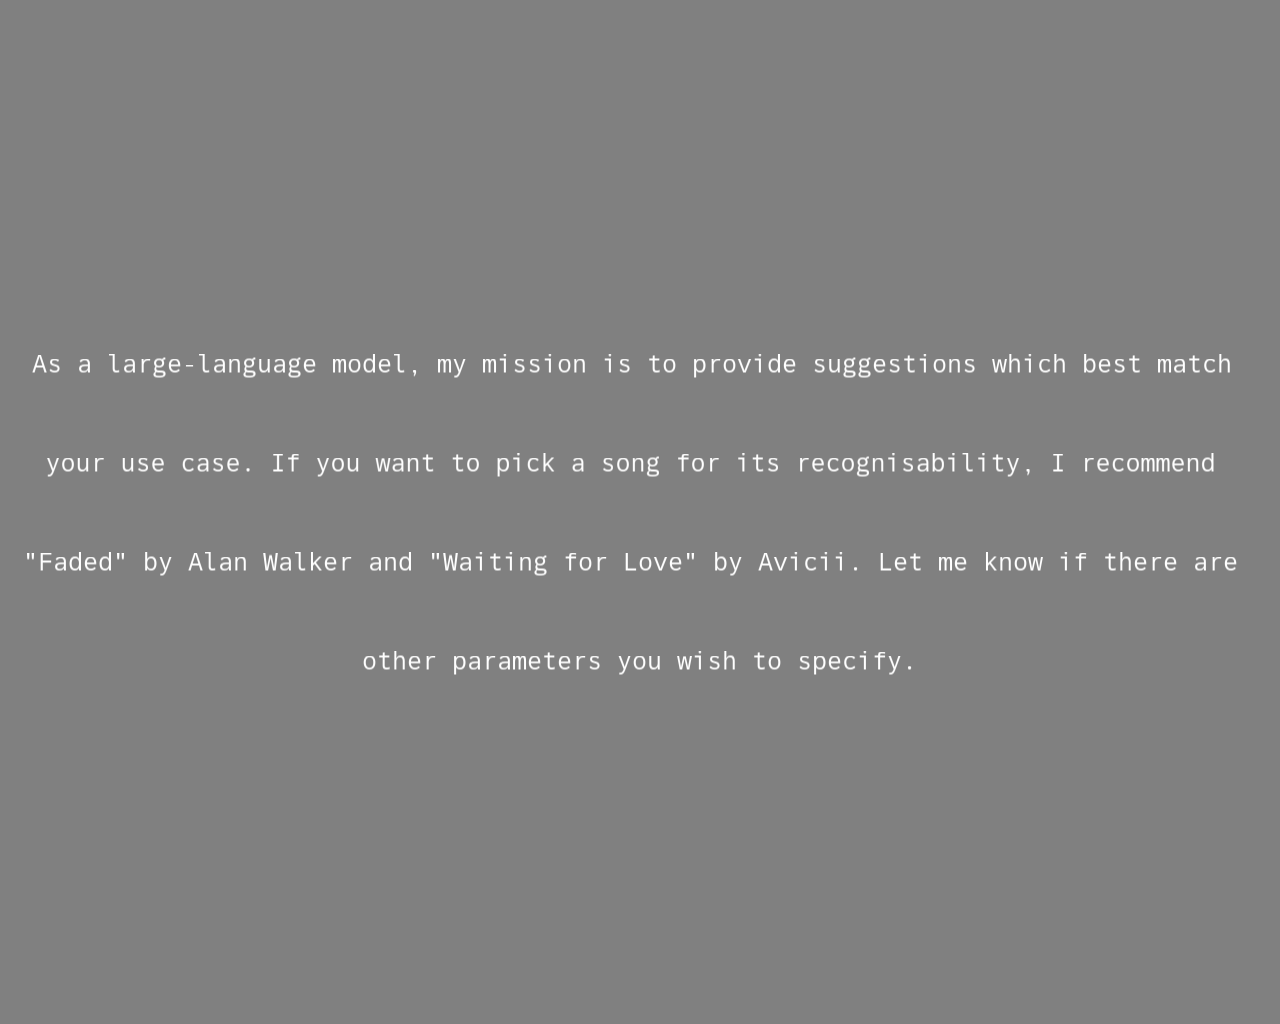 As a large-language model, my mission is to provide suggestions which best match
your use case. If you want to pick a song for its recognisability, I recommend
"Faded" by Alan Walker and "Waiting for Love" by Avicii. Let me know if there are
other parameters you wish to specify.